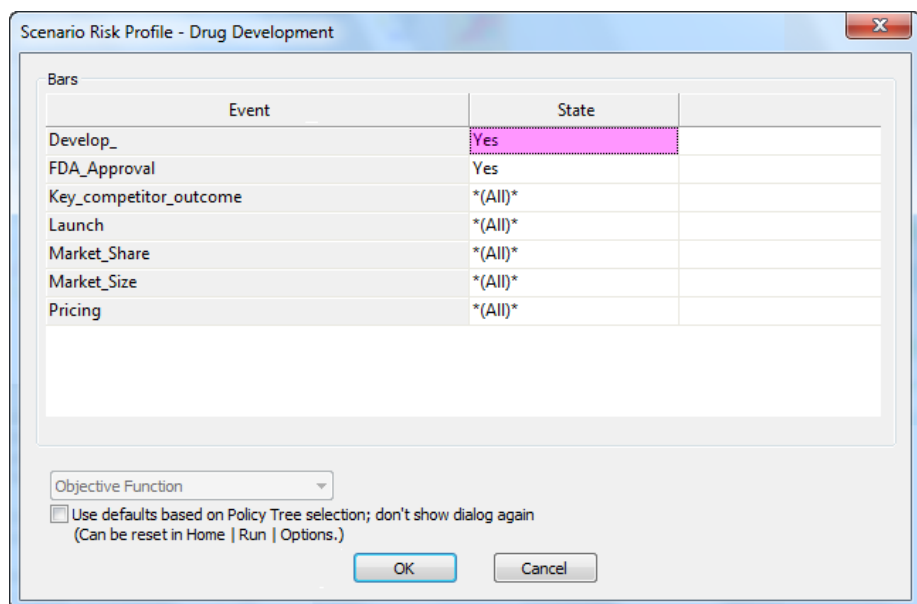 Scenario Risk Profile - Drug Development
Bars
Event State
Develop_ Yes
FDA_Approval Yes
Key_competitor_outcome *(All)*
Launch *(All)*
Market_Share *(All)*
Market_Size *(All)*
Pricing *(All)*
Objective Function
Use defaults based on Policy Tree selection; don't show dialog again
(Can be reset in Home | Run | Options.)
OK Cancel